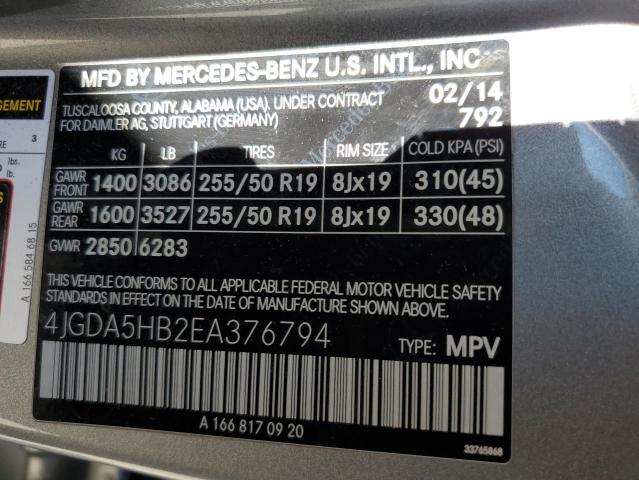 MFD BY MERCEDES-BENZ U.S. INTL., INC
TUSCALOOSA COUNTY, ALABAMA (USA). UNDER CONTRACT 02/14
FOR DAIMLER AG, STUTTGART (GERMANY) 792
KG LB TIRES RIM SIZE COLD KPA (PSI)
GAWR FRONT 1400 3086 255/50 R19 8Jx19 310(45)
GAWR REAR 1600 3527 255/50 R19 8Jx19 330(48)
GVWR 2850 6283
THIS VEHICLE CONFORMS TO ALL APPLICABLE FEDERAL MOTOR VEHICLE SAFETY
STANDARDS IN EFFECT ON THE DATE OF MANUFACTURE SHOWN ABOVE.
4JGDA5HB2EA376794 TYPE: MPV
A 166 817 09 20
33765868
3
lbs.
lb.
A 166 584 68 15